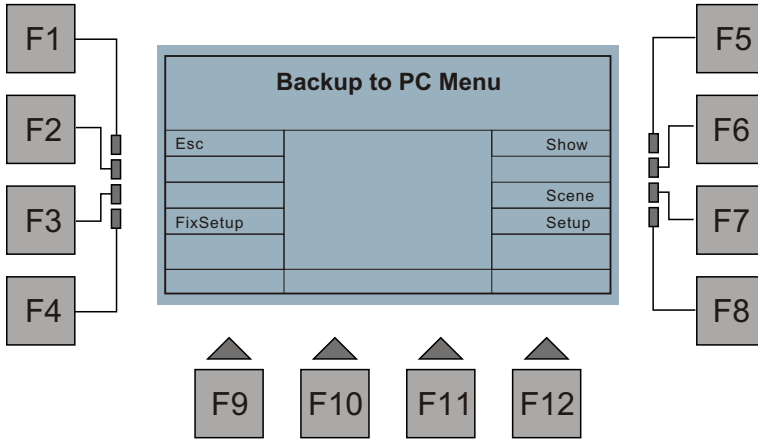 F1
F5
Backup to PC Menu
F2
F6
Esc
Show
Scene
F3
FixSetup
Setup
F7
F4
F8
F9
F10
F11
F12